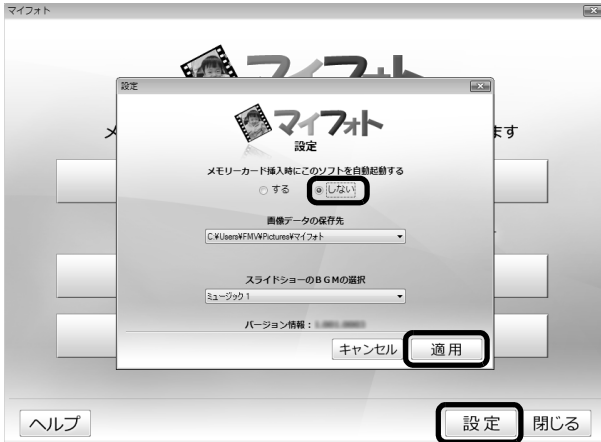 マイフォト
設定
マイフォト
設定
メモリーカード挿入時にこのソフトを自動起動する
する しない
画像データの保存先
C:¥Users¥FMV¥Pictures¥マイフォト
スライドショーのBGMの選択
ミュージック1
バージョン情報：
キャンセル 適用
メ ます
ヘルプ 設定 閉じる